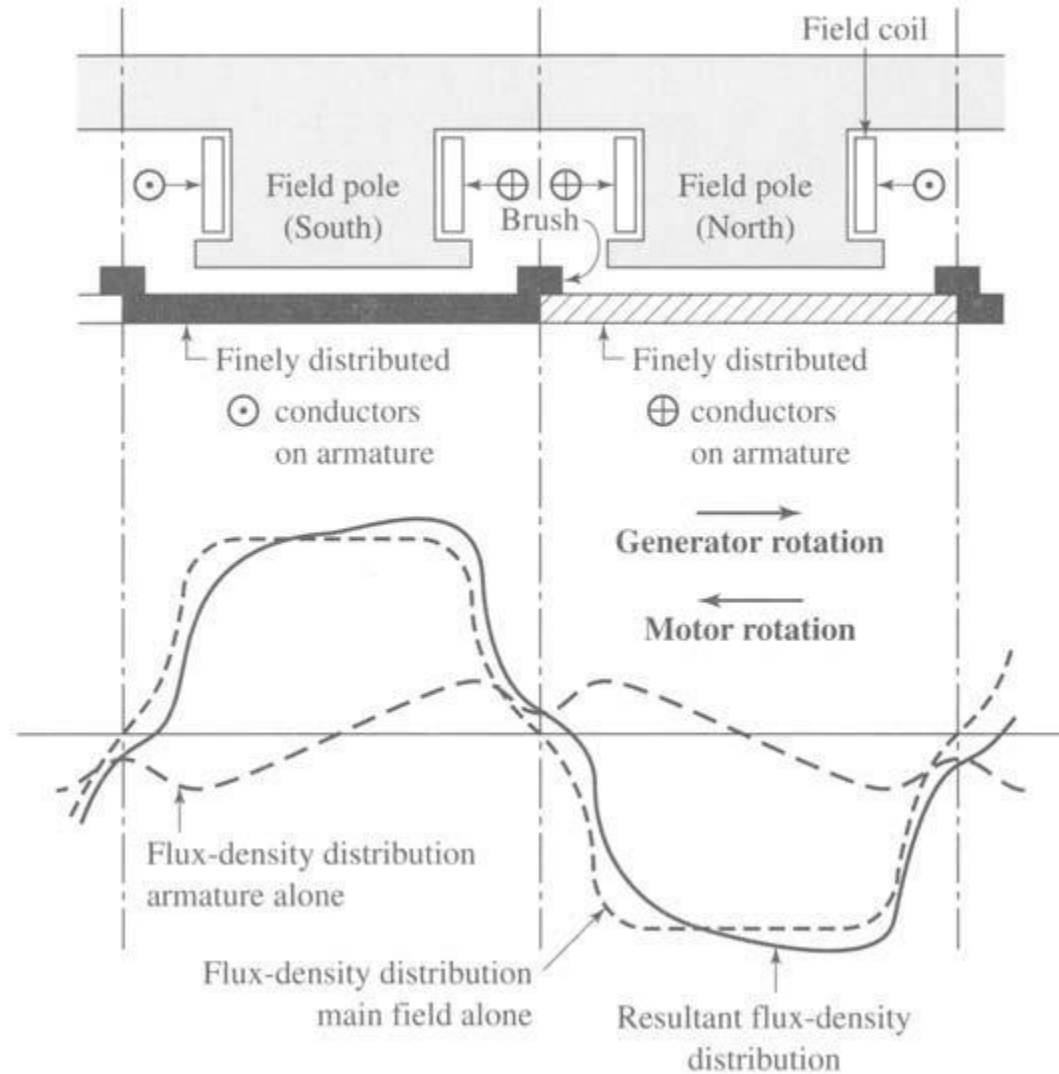 Field coil
Field pole
(South)
Brush
Field pole
(North)
Finely distributed
conductors
on armature
Finely distributed
conductors
on armature
Generator rotation
Motor rotation
Flux-density distribution
armature alone
Flux-density distribution
main field alone
Resultant flux-density
distribution